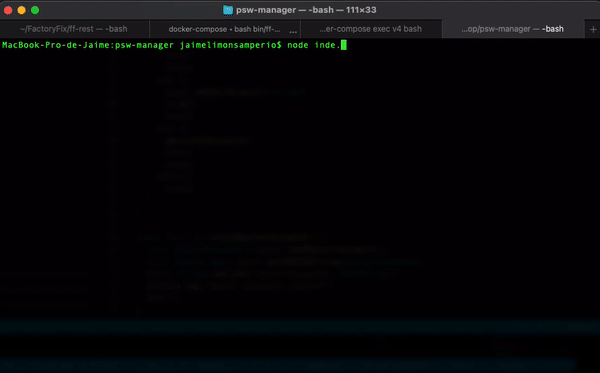 psw-manager — -bash — 111×33
~/FactoryFix/ff-rest — -bash
docker-compose • bash bin/ff-... ...
...er-compose exec v4 bash
...op/psw-manager — -bash
+
MacBook-Pro-de-Jaime:psw-manager jaimelimonsamperio$ node inde.